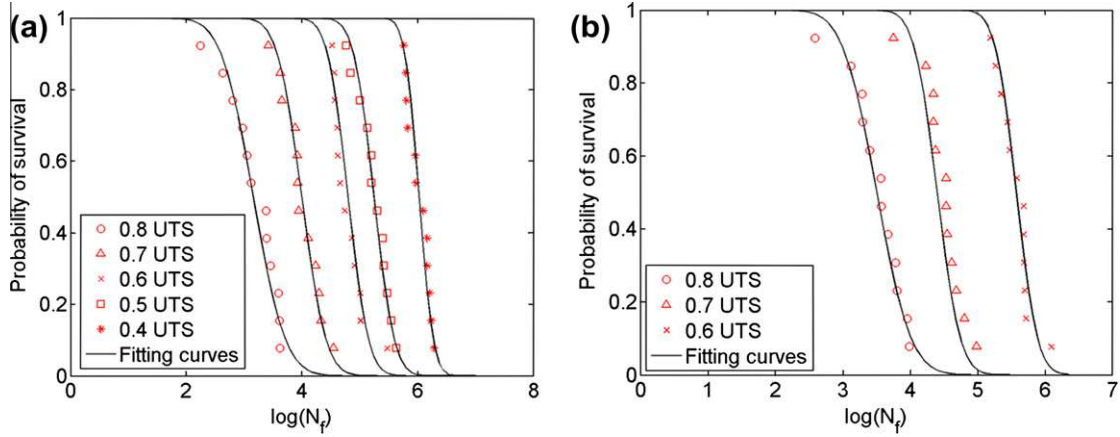 (a)
Probability of survival
1
0.8
0.6
0.4
0.2
0
0.8 UTS
0.7 UTS
0.6 UTS
0.5 UTS
0.4 UTS
Fitting curves
0 2 4 6 8
log(N_f)
(b)
Probability of survival
1
0.8
0.6
0.4
0.2
0
0.8 UTS
0.7 UTS
0.6 UTS
Fitting curves
0 1 2 3 4 5 6 7
log(N_f)